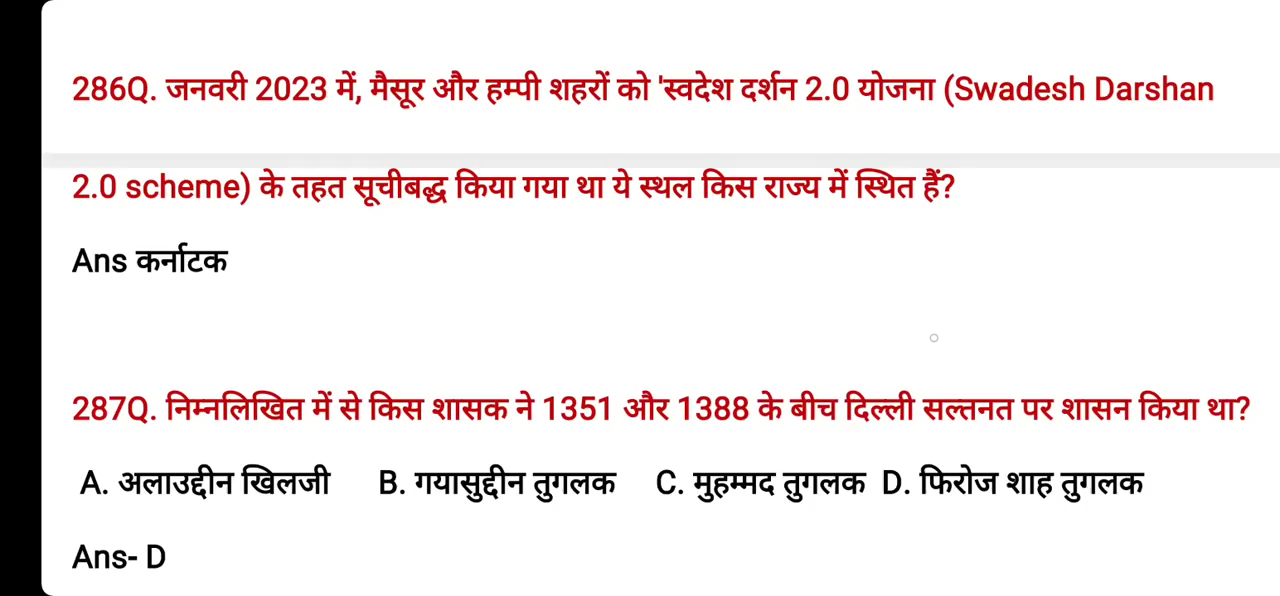 286Q. जनवरी 2023 में, मैसूर और हम्पी शहरों को 'स्वदेश दर्शन 2.0 योजना (Swadesh Darshan
2.0 scheme) के तहत सूचीबद्ध किया गया था ये स्थल किस राज्य में स्थित हैं?
Ans कर्नाटक
287Q. निम्नलिखित में से किस शासक ने 1351 और 1388 के बीच दिल्ली सल्तनत पर शासन किया था?
A. अलाउद्दीन खिलजी B. गयासुद्दीन तुगलक C. मुहम्मद तुगलक D. फिरोज शाह तुगलक
Ans- D